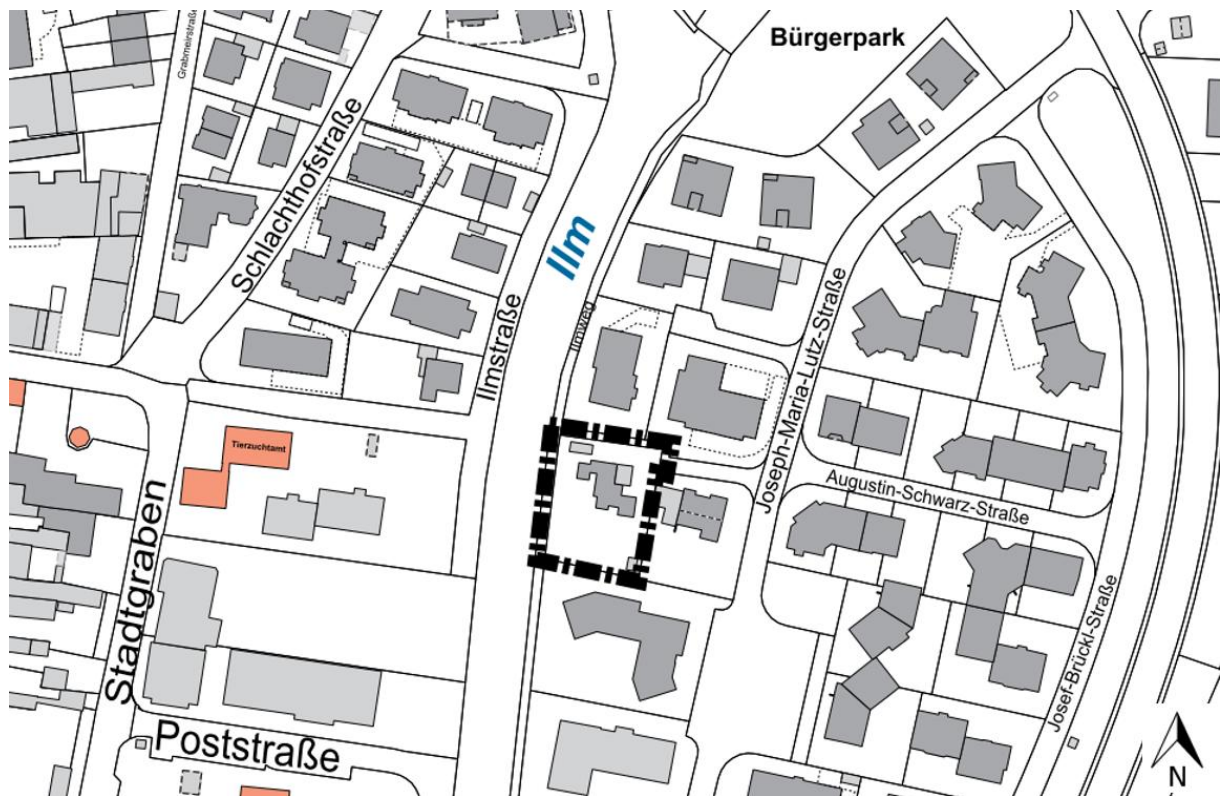 Bürgerpark
Grabmeirstraße
Schlachthofstraße
Ilm
Ilmweg
Ilmstraße
Joseph-Maria-Lutz-Straße
Tierzuchtamt
Augustin-Schwarz-Straße
Stadtgraben
Josef-Brückl-Straße
Poststraße
N